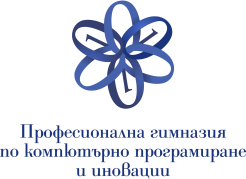 Професионална гимназия
по компютърно програмиране
и иновации